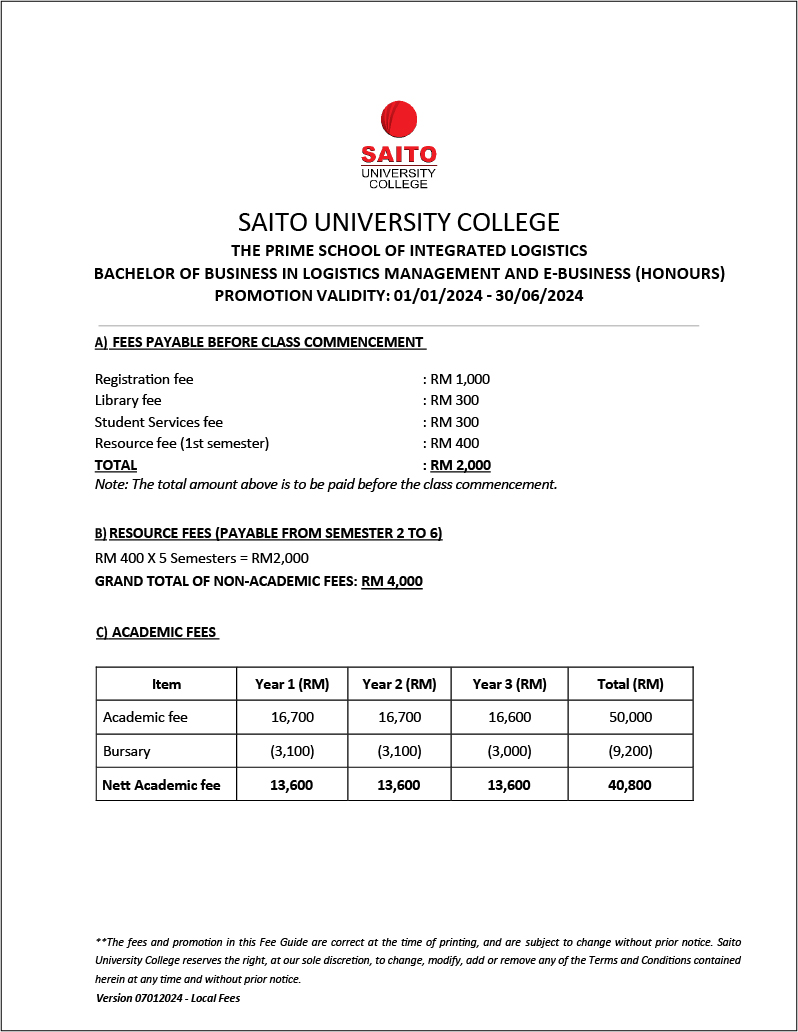 SAITO
UNIVERSITY
COLLEGE
SAITO UNIVERSITY COLLEGE
THE PRIME SCHOOL OF INTEGRATED LOGISTICS
BACHELOR OF BUSINESS IN LOGISTICS MANAGEMENT AND E-BUSINESS (HONOURS)
PROMOTION VALIDITY: 01/01/2024 - 30/06/2024
A) FEES PAYABLE BEFORE CLASS COMMENCEMENT
Registration fee : RM 1,000
Library fee : RM 300
Student Services fee : RM 300
Resource fee (1st semester) : RM 400
TOTAL : RM 2,000
Note: The total amount above is to be paid before the class commencement.
B) RESOURCE FEES (PAYABLE FROM SEMESTER 2 TO 6)
RM 400 X 5 Semesters = RM2,000
GRAND TOTAL OF NON-ACADEMIC FEES: RM 4,000
C) ACADEMIC FEES
Item Year 1 (RM) Year 2 (RM) Year 3 (RM) Total (RM)
Academic fee 16,700 16,700 16,600 50,000
Bursary (3,100) (3,100) (3,000) (9,200)
Nett Academic fee 13,600 13,600 13,600 40,800
**The fees and promotion in this Fee Guide are correct at the time of printing, and are subject to change without prior notice. Saito
University College reserves the right, at our sole discretion, to change, modify, add or remove any of the Terms and Conditions contained
herein at any time and without prior notice.
Version 07012024 - Local Fees